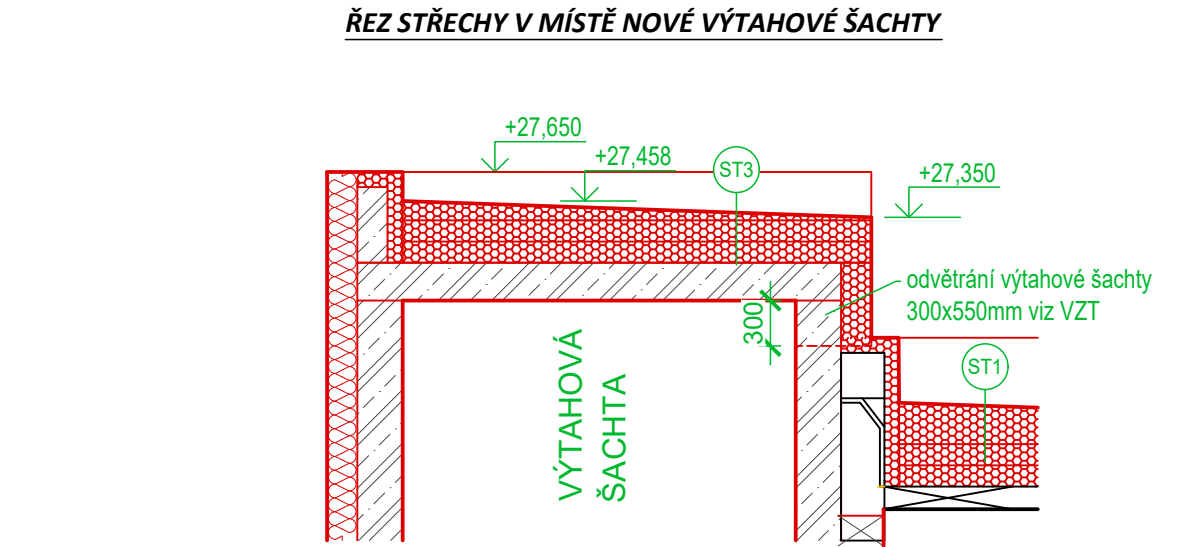 ŘEZ STŘECHY V MÍSTĚ NOVÉ VÝTAHOVÉ ŠACHTY
+27,650
+27,458
ST3
+27,350
odvětrání výtahové šachty
300x550mm viz VZT
300
ST1
VÝTAHOVÁ
ŠACHTA